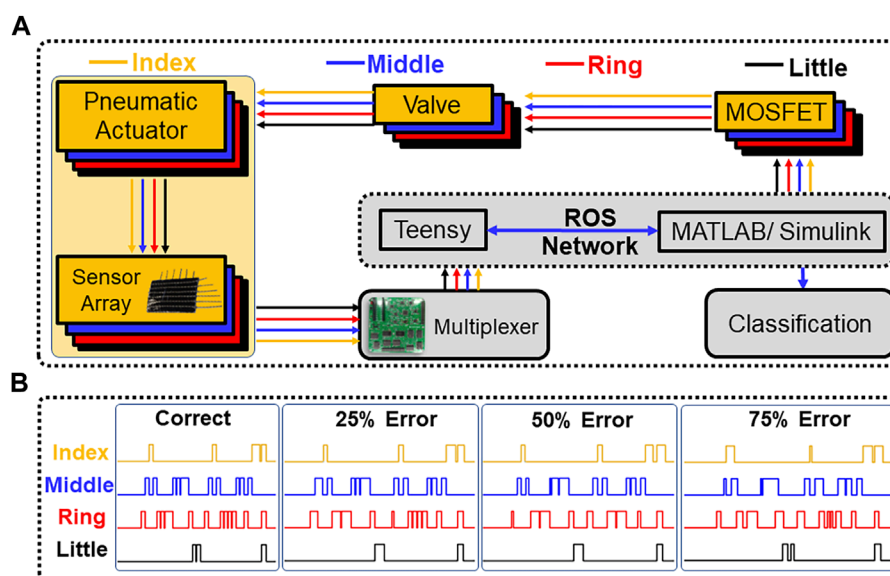 A
Index Middle Ring Little
Pneumatic
Actuator
Valve
MOSFET
Teensy
ROS
Network
MATLAB/ Simulink
Sensor
Array
Multiplexer
Classification
B
Correct 25% Error 50% Error 75% Error
Index
Middle
Ring
Little